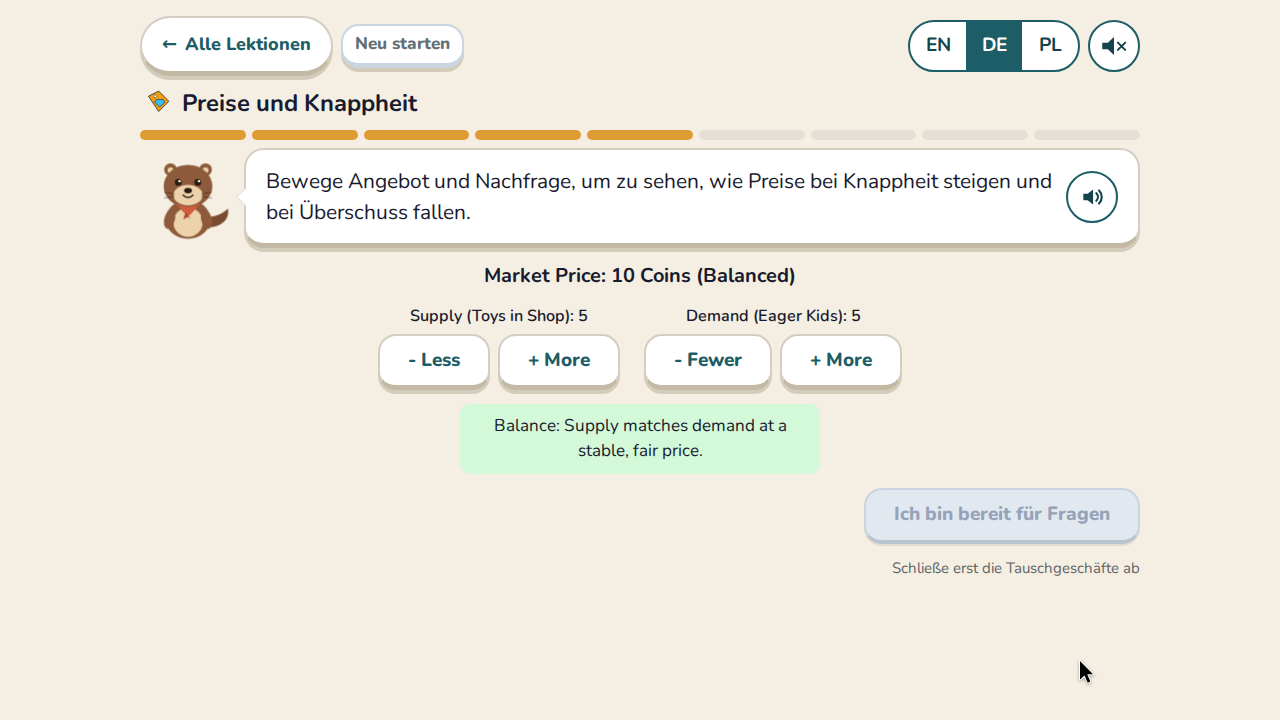 ← Alle Lektionen
Neu starten
EN DE PL
Preise und Knappheit
Bewege Angebot und Nachfrage, um zu sehen, wie Preise bei Knappheit steigen und
bei Überschuss fallen.
Market Price: 10 Coins (Balanced)
Supply (Toys in Shop): 5
- Less
+ More
Demand (Eager Kids): 5
- Fewer
+ More
Balance: Supply matches demand at a
stable, fair price.
Ich bin bereit für Fragen
Schließe erst die Tauschgeschäfte ab